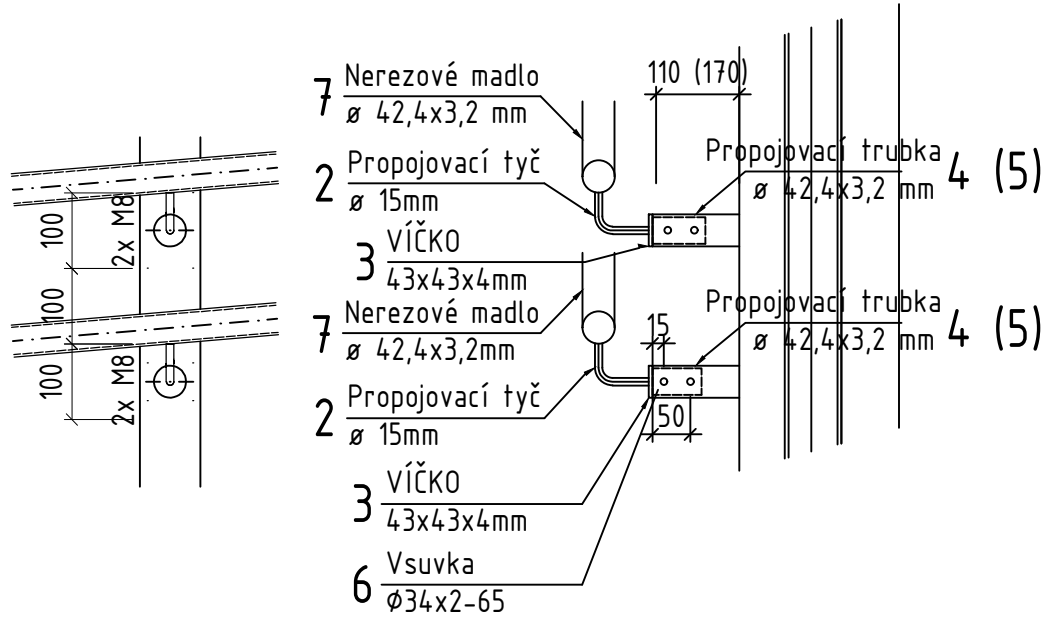 110 (170)
7 Nerezové madlo
ø 42,4x3,2 mm
Propojovací trubka 4 (5)
ø 42,4x3,2 mm
2 Propojovací tyč
ø 15mm
100
2x M8
3 VÍČKO
43x43x4mm
100
7 Nerezové madlo
ø 42,4x3,2mm
Propojovací trubka 4 (5)
ø 42,4x3,2 mm
15
100
2x M8
2 Propojovací tyč
ø 15mm
50
3 VÍČKO
43x43x4mm
6 Vsuvka
Ø34x2-65